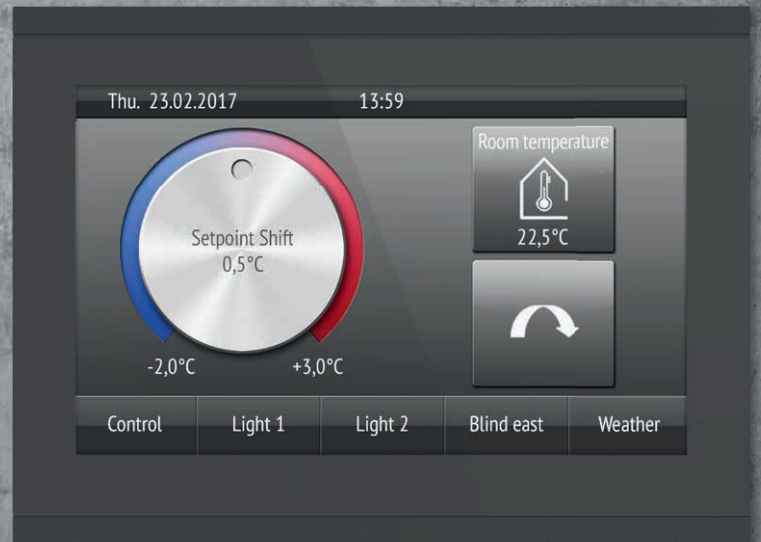 Thu. 23.02.2017 13:59
Room temperature
22,5°C
Setpoint Shift
0,5°C
-2,0°C +3,0°C
Control Light 1 Light 2 Blind east Weather